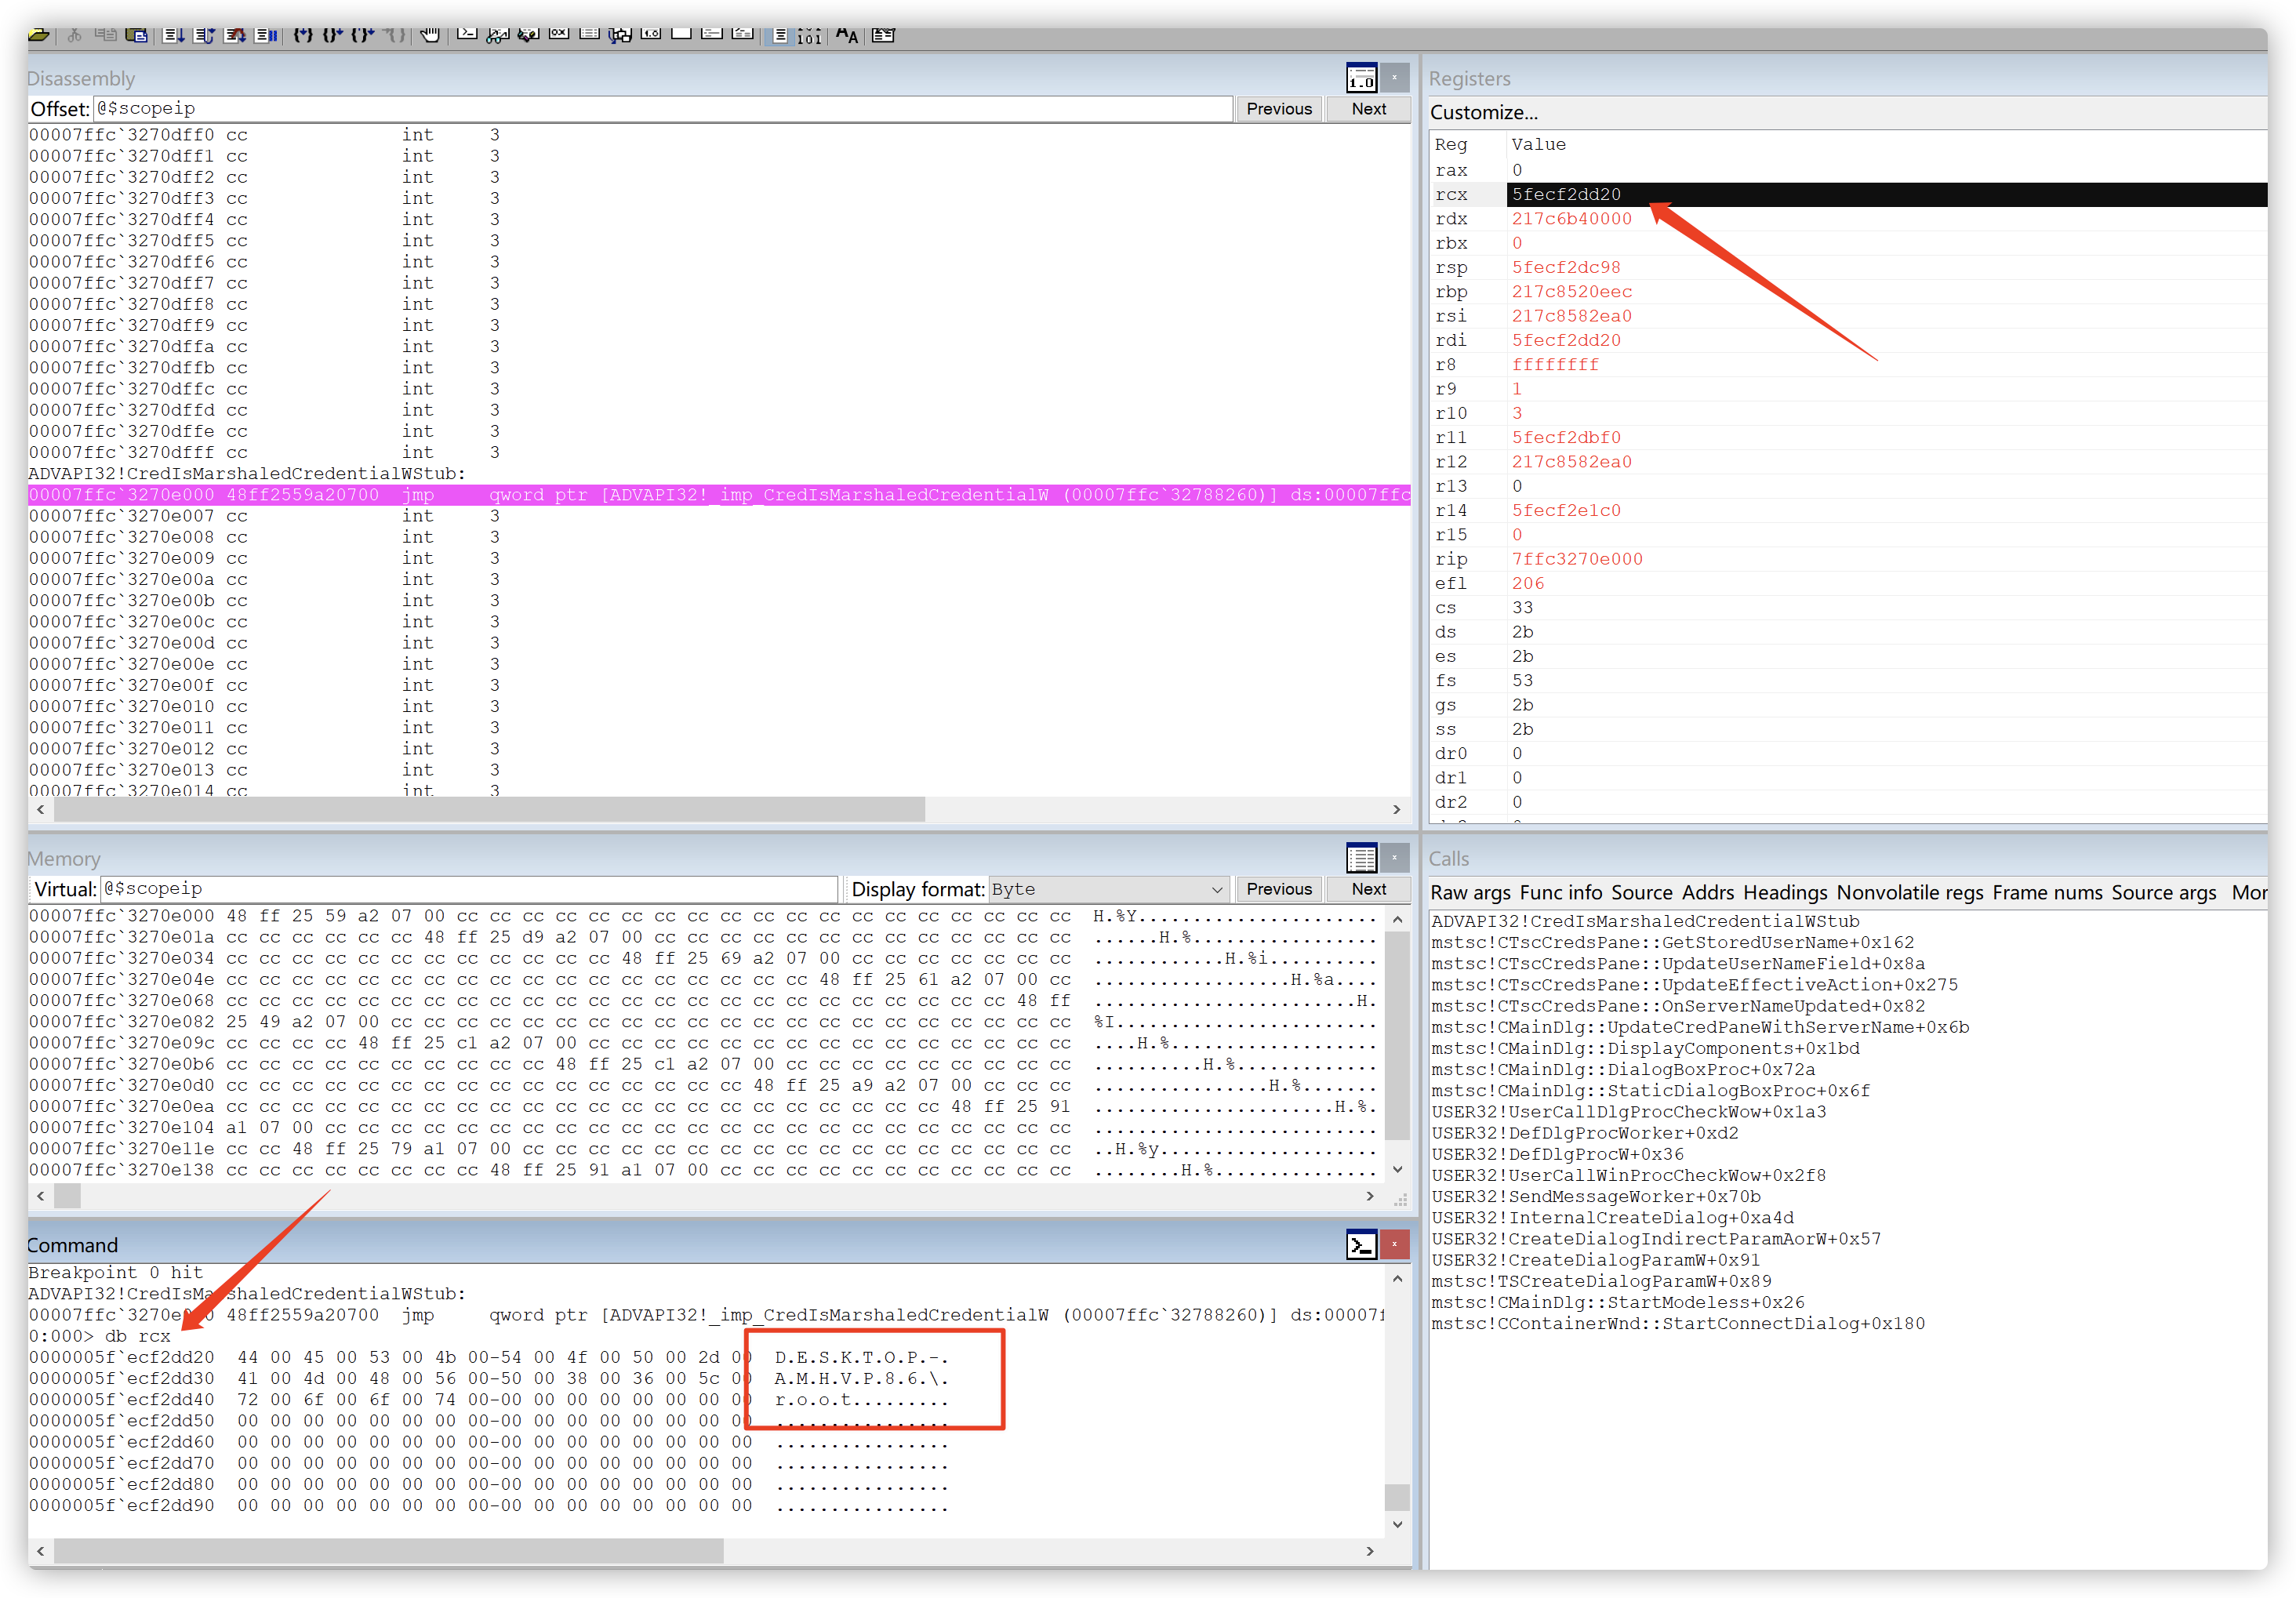 Disassembly
Offset: @$scopeip Previous Next
00007ffc`3270dff0 cc int 3
00007ffc`3270dff1 cc int 3
00007ffc`3270dff2 cc int 3
00007ffc`3270dff3 cc int 3
00007ffc`3270dff4 cc int 3
00007ffc`3270dff5 cc int 3
00007ffc`3270dff6 cc int 3
00007ffc`3270dff7 cc int 3
00007ffc`3270dff8 cc int 3
00007ffc`3270dff9 cc int 3
00007ffc`3270dffa cc int 3
00007ffc`3270dffb cc int 3
00007ffc`3270dffc cc int 3
00007ffc`3270dffd cc int 3
00007ffc`3270dffe cc int 3
00007ffc`3270dfff cc int 3
ADVAPI32!CredIsMarshaledCredentialWStub:
00007ffc`3270e000 48ff2559a20700 jmp qword ptr [ADVAPI32!_imp_CredIsMarshaledCredentialW (00007ffc`32788260)] ds:00007ffc
00007ffc`3270e007 cc int 3
00007ffc`3270e008 cc int 3
00007ffc`3270e009 cc int 3
00007ffc`3270e00a cc int 3
00007ffc`3270e00b cc int 3
00007ffc`3270e00c cc int 3
00007ffc`3270e00d cc int 3
00007ffc`3270e00e cc int 3
00007ffc`3270e00f cc int 3
00007ffc`3270e010 cc int 3
00007ffc`3270e011 cc int 3
00007ffc`3270e012 cc int 3
00007ffc`3270e013 cc int 3
00007ffc`3270e014 cc int 3
Registers
Customize...
Reg Value
rax 0
rcx 5fecf2dd20
rdx 217c6b40000
rbx 0
rsp 5fecf2dc98
rbp 217c8520eec
rsi 217c8582ea0
rdi 5fecf2dd20
r8 ffffffff
r9 1
r10 3
r11 5fecf2dbf0
r12 217c8582ea0
r13 0
r14 5fecf2e1c0
r15 0
rip 7ffc3270e000
efl 206
cs 33
ds 2b
es 2b
fs 53
gs 2b
ss 2b
dr0 0
dr1 0
dr2 0
Memory
Virtual: @$scopeip Display format: Byte Previous Next
00007ffc`3270e000 48 ff 25 59 a2 07 00 cc cc cc cc cc cc cc cc cc cc cc cc cc cc cc cc cc cc cc H.%Y......................
00007ffc`3270e01a cc cc cc cc cc cc 48 ff 25 d9 a2 07 00 cc cc cc cc cc cc cc cc cc cc cc cc cc ......H.%.................
00007ffc`3270e034 cc cc cc cc cc cc cc cc cc cc cc cc 48 ff 25 69 a2 07 00 cc cc cc cc cc cc cc ............H.%i..........
00007ffc`3270e04e cc cc cc cc cc cc cc cc cc cc cc cc cc cc cc cc cc cc 48 ff 25 61 a2 07 00 cc ..................H.%a....
00007ffc`3270e068 cc cc cc cc cc cc cc cc cc cc cc cc cc cc cc cc cc cc cc cc cc cc cc cc 48 ff ........................H.
00007ffc`3270e082 25 49 a2 07 00 cc cc cc cc cc cc cc cc cc cc cc cc cc cc cc cc cc cc cc cc cc %I........................
00007ffc`3270e09c cc cc cc cc 48 ff 25 c1 a2 07 00 cc cc cc cc cc cc cc cc cc cc cc cc cc cc cc ....H.%...................
00007ffc`3270e0b6 cc cc cc cc cc cc cc cc cc cc 48 ff 25 c1 a2 07 00 cc cc cc cc cc cc cc cc cc ..........H.%.............
00007ffc`3270e0d0 cc cc cc cc cc cc cc cc cc cc cc cc cc cc cc cc 48 ff 25 a9 a2 07 00 cc cc cc ................H.%.......
00007ffc`3270e0ea cc cc cc cc cc cc cc cc cc cc cc cc cc cc cc cc cc cc cc cc cc cc 48 ff 25 91 ......................H.%.
00007ffc`3270e104 a1 07 00 cc cc cc cc cc cc cc cc cc cc cc cc cc cc cc cc cc cc cc cc cc cc cc ..........................
00007ffc`3270e11e cc cc 48 ff 25 79 a1 07 00 cc cc cc cc cc cc cc cc cc cc cc cc cc cc cc cc cc ..H.%y....................
00007ffc`3270e138 cc cc cc cc cc cc cc cc 48 ff 25 91 a1 07 00 cc cc cc cc cc cc cc cc cc cc cc ........H.%...............
Calls
Raw args Func info Source Addrs Headings Nonvolatile regs Frame nums Source args Mor
ADVAPI32!CredIsMarshaledCredentialWStub
mstsc!CTscCredsPane::GetStoredUserName+0x162
mstsc!CTscCredsPane::UpdateUserNameField+0x8a
mstsc!CTscCredsPane::UpdateEffectiveAction+0x275
mstsc!CTscCredsPane::OnServerNameUpdated+0x82
mstsc!CMainDlg::UpdateCredPaneWithServerName+0x6b
mstsc!CMainDlg::DisplayComponents+0x1bd
mstsc!CMainDlg::DialogBoxProc+0x72a
mstsc!CMainDlg::StaticDialogBoxProc+0x6f
USER32!UserCallDlgProcCheckWow+0x1a3
USER32!DefDlgProcWorker+0xd2
USER32!DefDlgProcW+0x36
USER32!UserCallWinProcCheckWow+0x2f8
USER32!SendMessageWorker+0x70b
USER32!InternalCreateDialog+0xa4d
USER32!CreateDialogIndirectParamAorW+0x57
USER32!CreateDialogParamW+0x91
mstsc!TSCreateDialogParamW+0x89
mstsc!CMainDlg::StartModeless+0x26
mstsc!CContainerWnd::StartConnectDialog+0x180
Command
Breakpoint 0 hit
ADVAPI32!CredIsMarshaledCredentialWStub:
00007ffc`3270e000 48ff2559a20700 jmp qword ptr [ADVAPI32!_imp_CredIsMarshaledCredentialW (00007ffc`32788260)] ds:00007f
0:000> db rcx
0000005f`ecf2dd20 44 00 45 00 53 00 4b 00-54 00 4f 00 50 00 2d 00 D.E.S.K.T.O.P.-.
0000005f`ecf2dd30 41 00 4d 00 48 00 56 00-50 00 38 00 36 00 5c 00 A.M.H.V.P.8.6.\.
0000005f`ecf2dd40 72 00 6f 00 6f 00 74 00-00 00 00 00 00 00 00 00 r.o.o.t.........
0000005f`ecf2dd50 00 00 00 00 00 00 00 00-00 00 00 00 00 00 00 00 ................
0000005f`ecf2dd60 00 00 00 00 00 00 00 00-00 00 00 00 00 00 00 00 ................
0000005f`ecf2dd70 00 00 00 00 00 00 00 00-00 00 00 00 00 00 00 00 ................
0000005f`ecf2dd80 00 00 00 00 00 00 00 00-00 00 00 00 00 00 00 00 ................
0000005f`ecf2dd90 00 00 00 00 00 00 00 00-00 00 00 00 00 00 00 00 ................